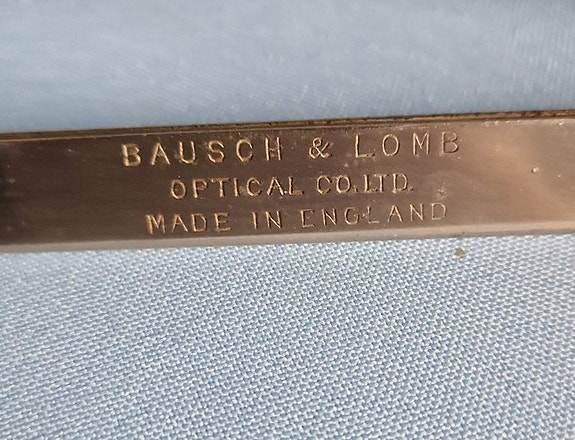 BAUSCH & LOMB
OPTICAL CO. LTD.
MADE IN ENGLAND